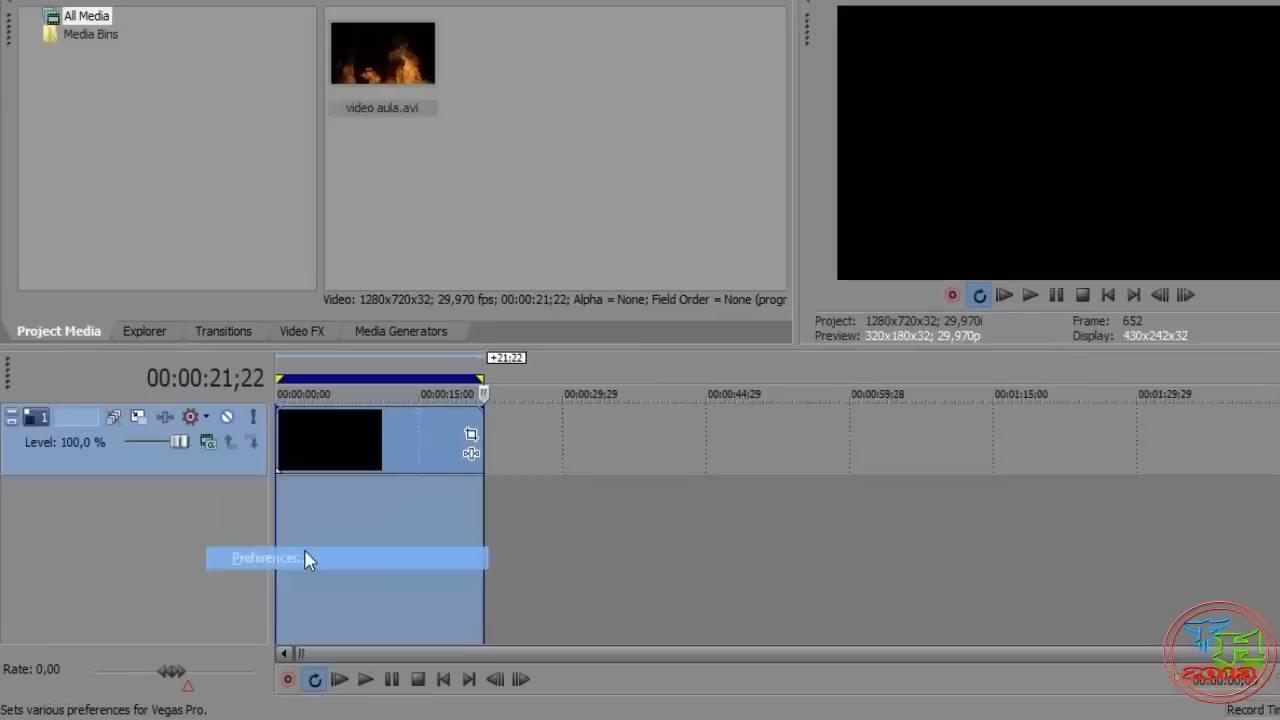 All Media
Media Bins
video aula.avi
Video: 1280x720x32; 29,970 fps; 00:00:21;22; Alpha = None; Field Order = None (progr
Project Media
Explorer
Transitions
Video FX
Media Generators
Project: 1280x720x32; 29,970i
Frame: 652
Preview: 320x180x32; 29,970p
Display: 430x242x32
+21;22
00:00:21;22
00:00:00;00
00:00:15;00
00:00:29;29
00:00:44;29
00:00:59;28
00:01:15;00
00:01:29;29
1
Level: 100,0 %
Preferences...
Rate: 0,00
TH
2013
Sets various preferences for Vegas Pro.
Record Tim